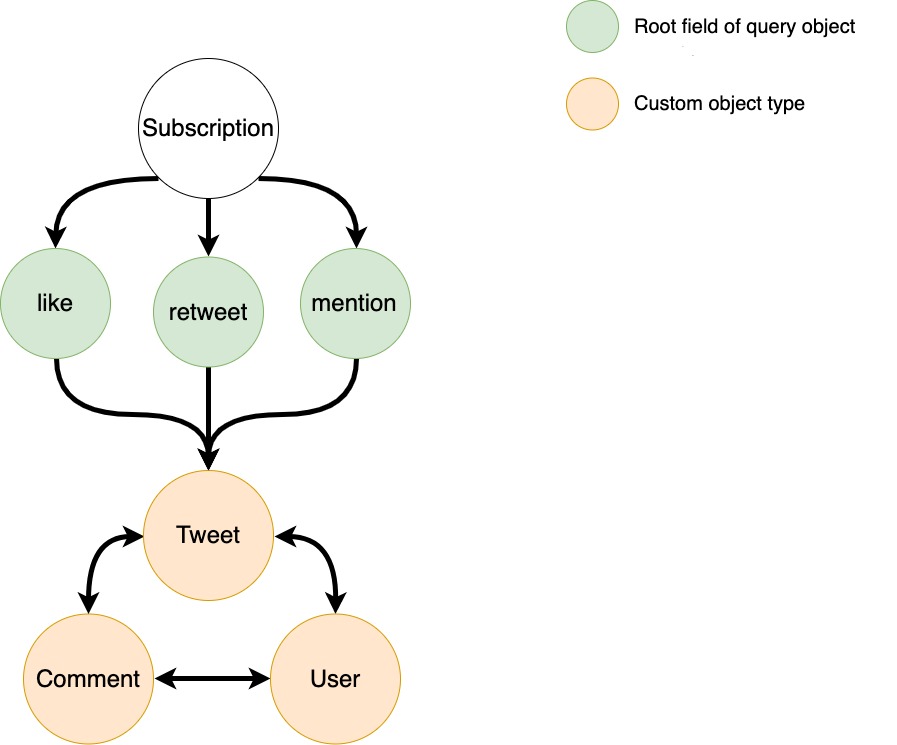 Root field of query object
Custom object type
Subscription
like
retweet
mention
Tweet
Comment
User